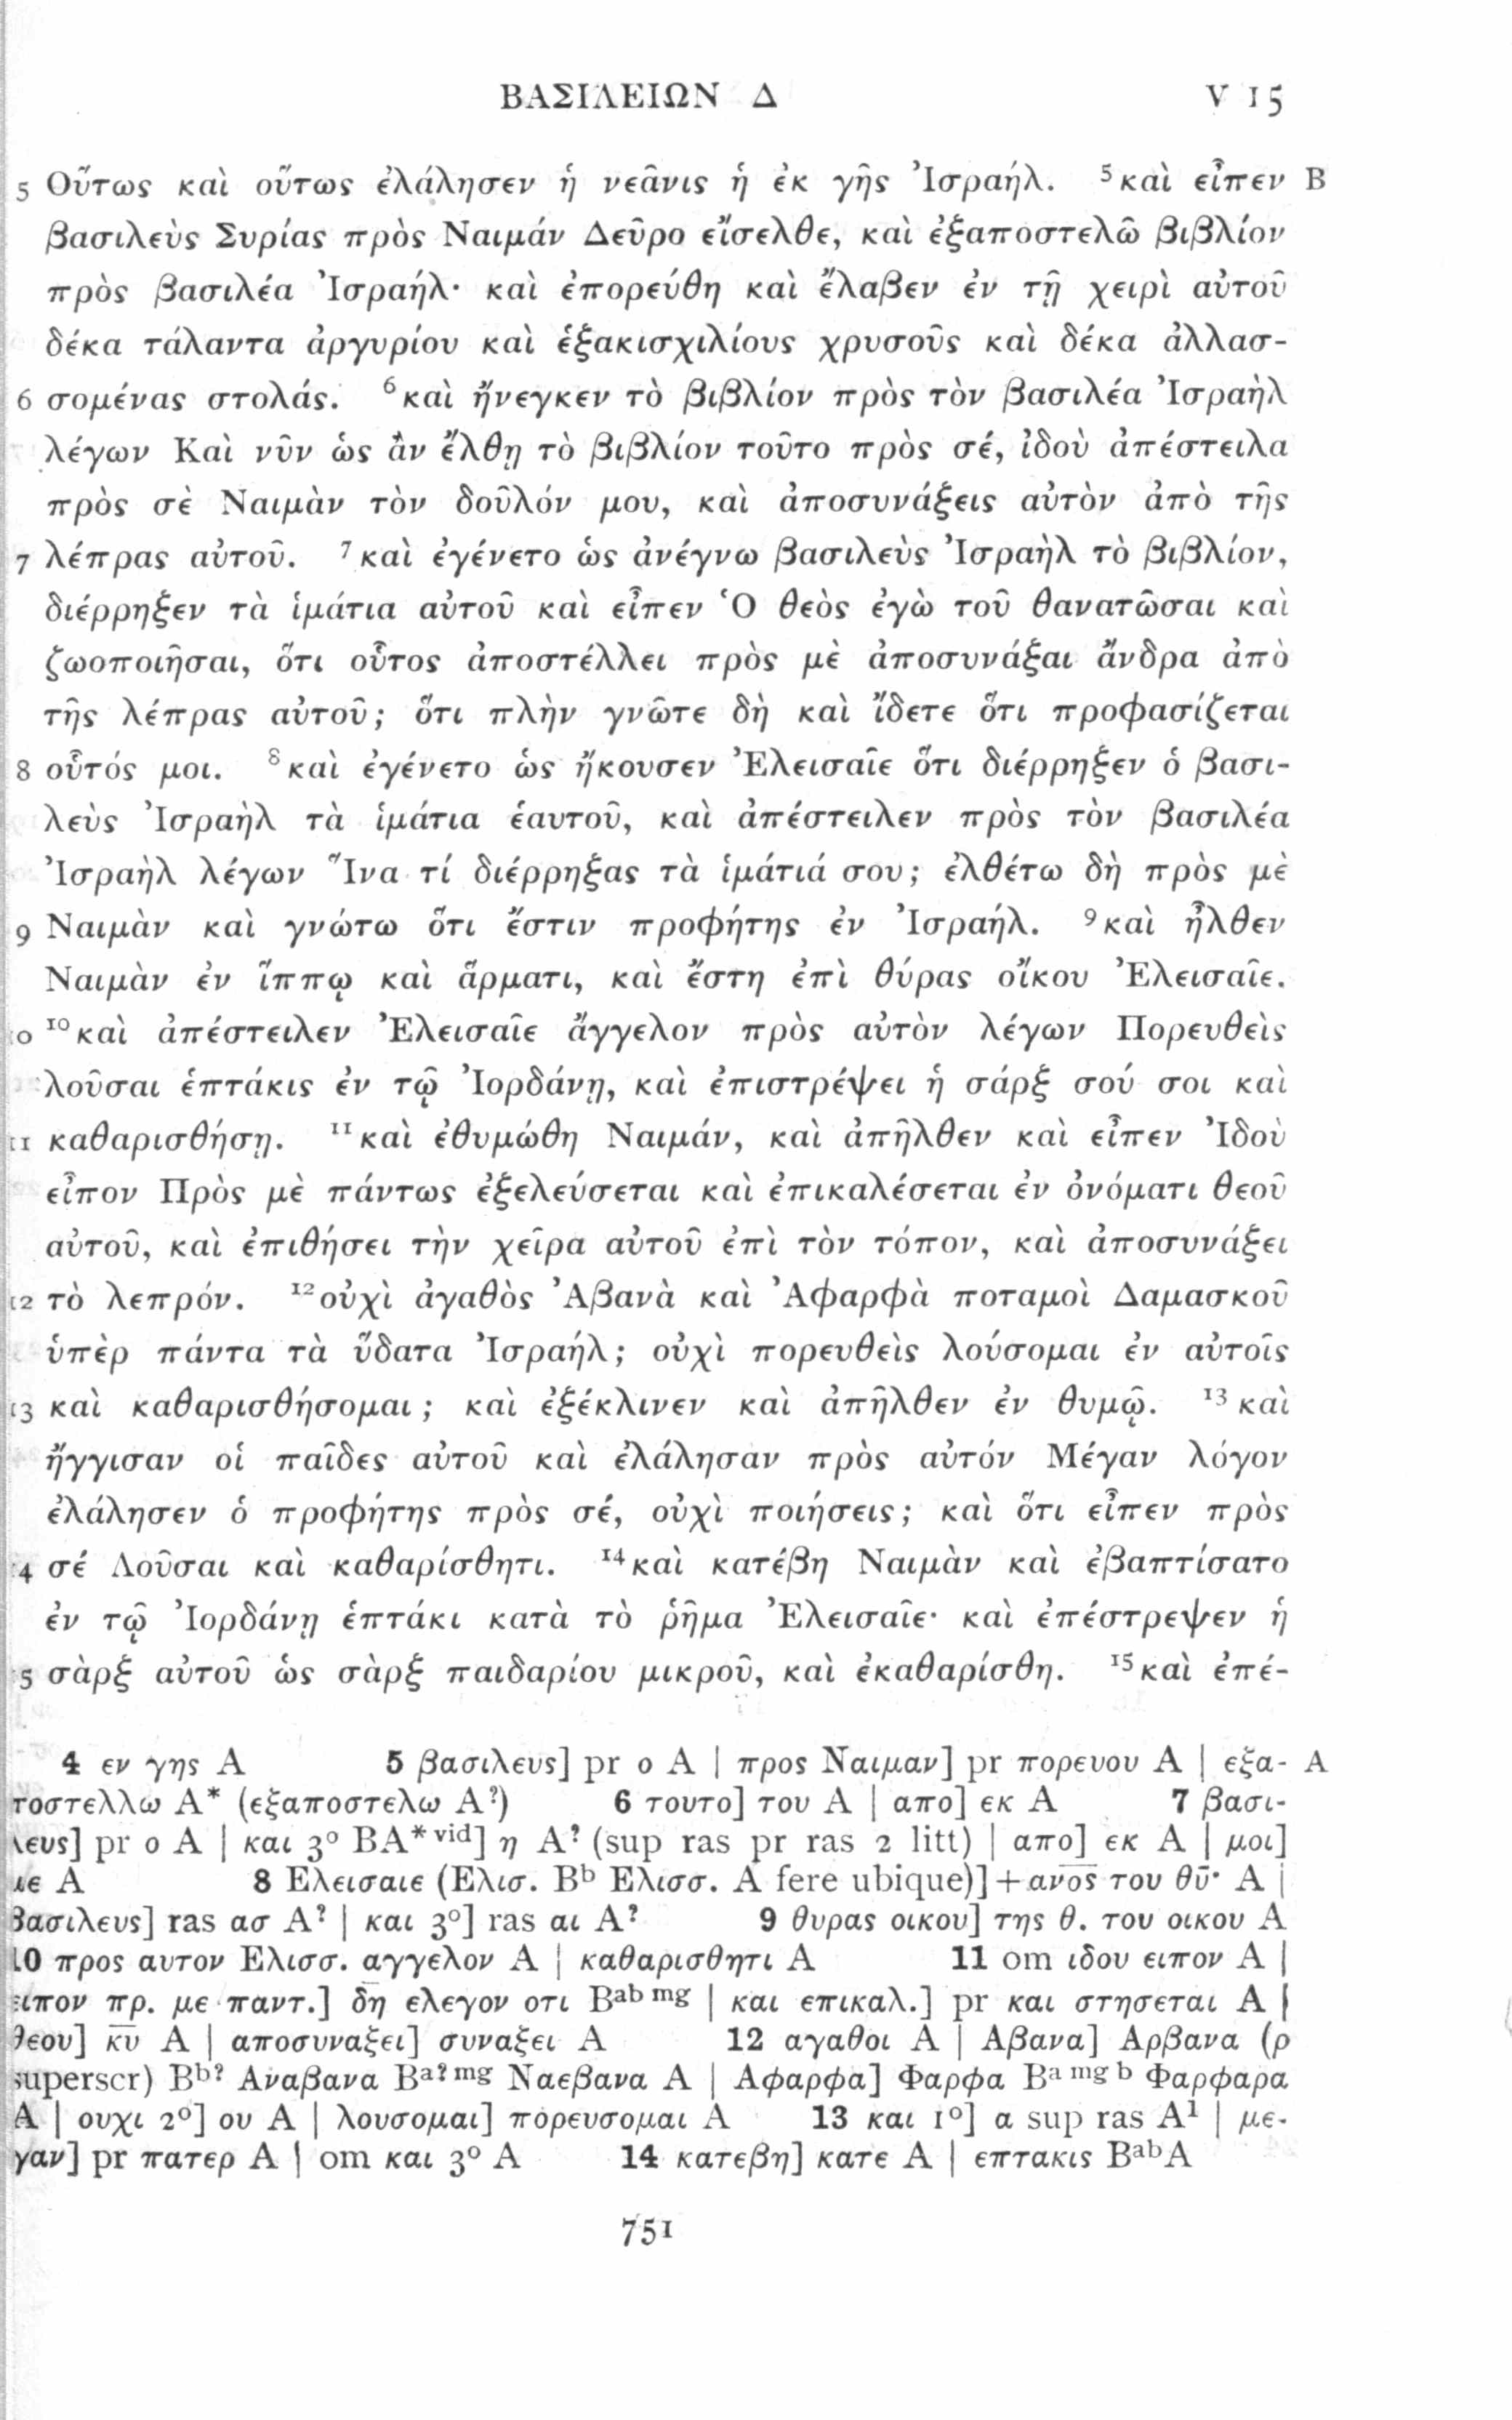 ΒΑΣΙΛΕΙΩΝ Δ V 15
5 Οὕτως καὶ οὕτως ἐλάλησεν ἡ νεᾶνις ἡ ἐκ γῆς Ἰσραήλ. ⁵καὶ εἶπεν B
βασιλεὺς Συρίας πρὸς Ναιμάν Δεῦρο εἴσελθε, καὶ ἐξαποστελῶ βιβλίον
πρὸς βασιλέα Ἰσραήλ· καὶ ἐπορεύθη καὶ ἔλαβεν ἐν τῇ χειρὶ αὐτοῦ
δέκα τάλαντα ἀργυρίου καὶ ἑξακισχιλίους χρυσοῦς καὶ δέκα ἀλλασ-
6 σομένας στολάς. ⁶καὶ ἤνεγκεν τὸ βιβλίον πρὸς τὸν βασιλέα Ἰσραὴλ
λέγων Καὶ νῦν ὡς ἂν ἔλθῃ τὸ βιβλίον τοῦτο πρὸς σέ, ἰδοὺ ἀπέστειλα
πρὸς σὲ Ναιμὰν τὸν δοῦλόν μου, καὶ ἀποσυνάξεις αὐτὸν ἀπὸ τῆς
7 λέπρας αὐτοῦ. ⁷καὶ ἐγένετο ὡς ἀνέγνω βασιλεὺς Ἰσραὴλ τὸ βιβλίον,
διέρρηξεν τὰ ἱμάτια αὐτοῦ καὶ εἶπεν Ὁ θεὸς ἐγὼ τοῦ θανατῶσαι καὶ
ζωοποιῆσαι, ὅτι οὗτος ἀποστέλλει πρὸς μὲ ἀποσυνάξαι ἄνδρα ἀπὸ
τῆς λέπρας αὐτοῦ; ὅτι πλὴν γνῶτε δὴ καὶ ἴδετε ὅτι προφασίζεται
8 οὗτός μοι. ⁸καὶ ἐγένετο ὡς ἤκουσεν Ἐλεισαῖε ὅτι διέρρηξεν ὁ βασι-
λεὺς Ἰσραὴλ τὰ ἱμάτια ἑαυτοῦ, καὶ ἀπέστειλεν πρὸς τὸν βασιλέα
Ἰσραὴλ λέγων Ἵνα τί διέρρηξας τὰ ἱμάτιά σου; ἐλθέτω δὴ πρὸς μὲ
9 Ναιμὰν καὶ γνώτω ὅτι ἔστιν προφήτης ἐν Ἰσραήλ. ⁹καὶ ἦλθεν
Ναιμὰν ἐν ἵππῳ καὶ ἅρματι, καὶ ἔστη ἐπὶ θύρας οἴκου Ἐλεισαῖε.
0 ¹⁰καὶ ἀπέστειλεν Ἐλεισαῖε ἄγγελον πρὸς αὐτὸν λέγων Πορευθεὶς
λοῦσαι ἑπτάκις ἐν τῷ Ἰορδάνῃ, καὶ ἐπιστρέψει ἡ σάρξ σού σοι καὶ
11 καθαρισθήσῃ. ¹¹καὶ ἐθυμώθη Ναιμάν, καὶ ἀπῆλθεν καὶ εἶπεν Ἰδοὺ
εἶπον Πρὸς μὲ πάντως ἐξελεύσεται καὶ ἐπικαλέσεται ἐν ὀνόματι θεοῦ
αὐτοῦ, καὶ ἐπιθήσει τὴν χεῖρα αὐτοῦ ἐπὶ τὸν τόπον, καὶ ἀποσυνάξει
12 τὸ λεπρόν. ¹²οὐχὶ ἀγαθὸς Ἀβανὰ καὶ Ἀφαρφὰ ποταμοὶ Δαμασκοῦ
ὑπὲρ πάντα τὰ ὕδατα Ἰσραήλ; οὐχὶ πορευθεὶς λούσομαι ἐν αὐτοῖς
13 καὶ καθαρισθήσομαι; καὶ ἐξέκλινεν καὶ ἀπῆλθεν ἐν θυμῷ. ¹³καὶ
ἤγγισαν οἱ παῖδες αὐτοῦ καὶ ἐλάλησαν πρὸς αὐτόν Μέγαν λόγον
ἐλάλησεν ὁ προφήτης πρὸς σέ, οὐχὶ ποιήσεις; καὶ ὅτι εἶπεν πρὸς
4 σέ Λοῦσαι καὶ καθαρίσθητι. ¹⁴καὶ κατέβη Ναιμὰν καὶ ἐβαπτίσατο
ἐν τῷ Ἰορδάνῃ ἑπτάκι κατὰ τὸ ῥῆμα Ἐλεισαῖε· καὶ ἐπέστρεψεν ἡ
5 σὰρξ αὐτοῦ ὡς σὰρξ παιδαρίου μικροῦ, καὶ ἐκαθαρίσθη. ¹⁵καὶ ἐπέ-
4 εν γης A 5 βασιλευς] pr ο A | προς Ναιμαν] pr πορευου A | εξα- A
ποστελλω A* (εξαποστελω A?) 6 τουτο] του A | απο] εκ A 7 βασι-
λευς] pr ο A | και 3° BA*ᵛⁱᵈ] η A? (sup ras pr ras 2 litt) | απο] εκ A | μοι]
με A 8 Ελεισαιε (Ελισ. Bᵇ Ελισσ. A fere ubique)]+α̅ν̅ο̅ς̅ του θ̅υ̅· A |
βασιλευς] ras ασ A? | και 3°] ras αι A? 9 θυρας οικου] της θ. του οικου A
10 προς αυτον Ελισσ. αγγελον A | καθαρισθητι A 11 om ιδου ειπον A |
ειπον πρ. με παντ.] δη ελεγον οτι Bᵃᵇ ᵐᵍ | και επικαλ.] pr και στησεται A |
θεου] κ̅υ̅ A | αποσυναξει] συναξει A 12 αγαθοι A | Αβανα] Αρβανα (ρ
superscr) Bᵇ? Αναβανα Bᵃ? ᵐᵍ Ναεβανα A | Αφαρφα] Φαρφα Bᵃ ᵐᵍ ᵇ Φαρφαρα
A | ουχι 2°] ου A | λουσομαι] πορευσομαι A 13 και 1°] α sup ras A¹ | με-
γαν] pr πατερ A | om και 3° A 14 κατεβη] κατε A | επτακις BᵃᵇA
751